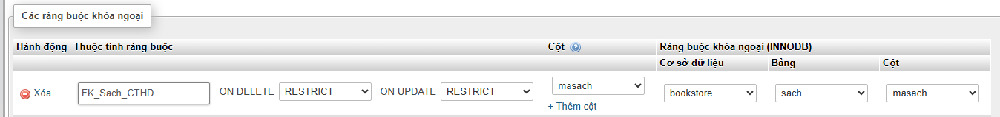 Các ràng buộc khóa ngoại
Hành động Thuộc tính ràng buộc Cột Ràng buộc khóa ngoại (INNODB)
Cơ sở dữ liệu Bảng Cột
Xóa FK_Sach_CTHD ON DELETE RESTRICT ON UPDATE RESTRICT masach bookstore sach masach
+ Thêm cột